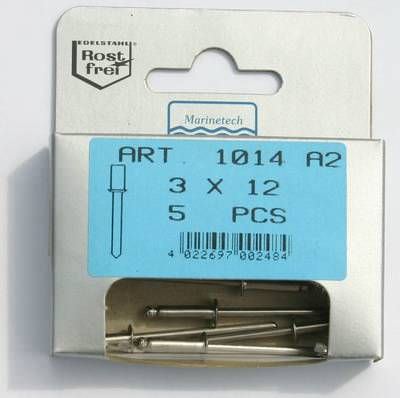 EDELSTAHL
Rost
frei
Marinetech
ART. 1014 A2
3 X 12
5 PCS
4 022697 002484